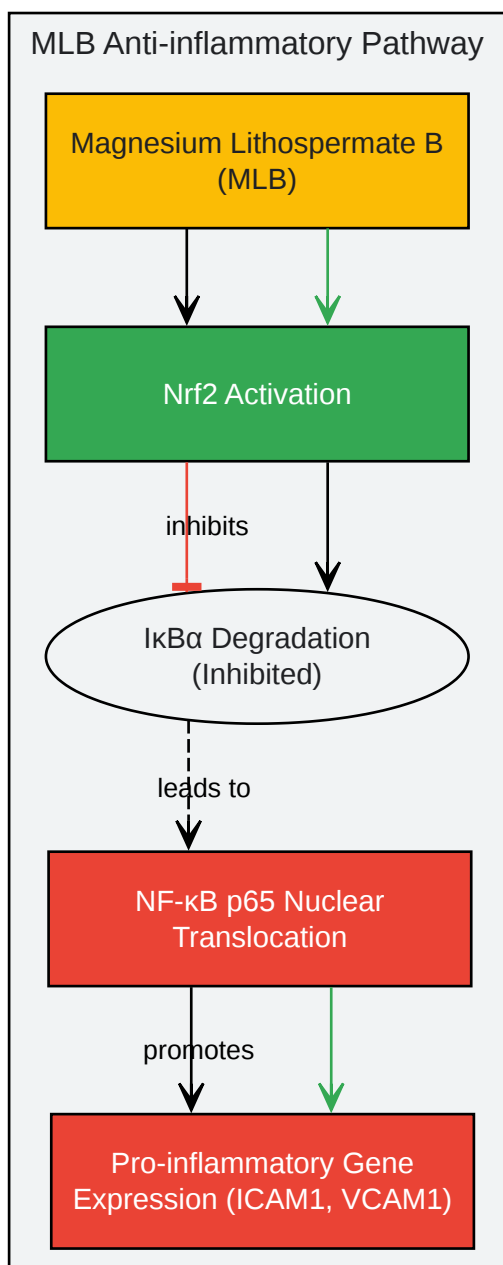 MLB Anti-inflammatory Pathway
Magnesium Lithospermate B
(MLB)
Nrf2 Activation
inhibits
IκBα Degradation
(Inhibited)
leads to
NF-κB p65 Nuclear
Translocation
promotes
Pro-inflammatory Gene
Expression (ICAM1, VCAM1)